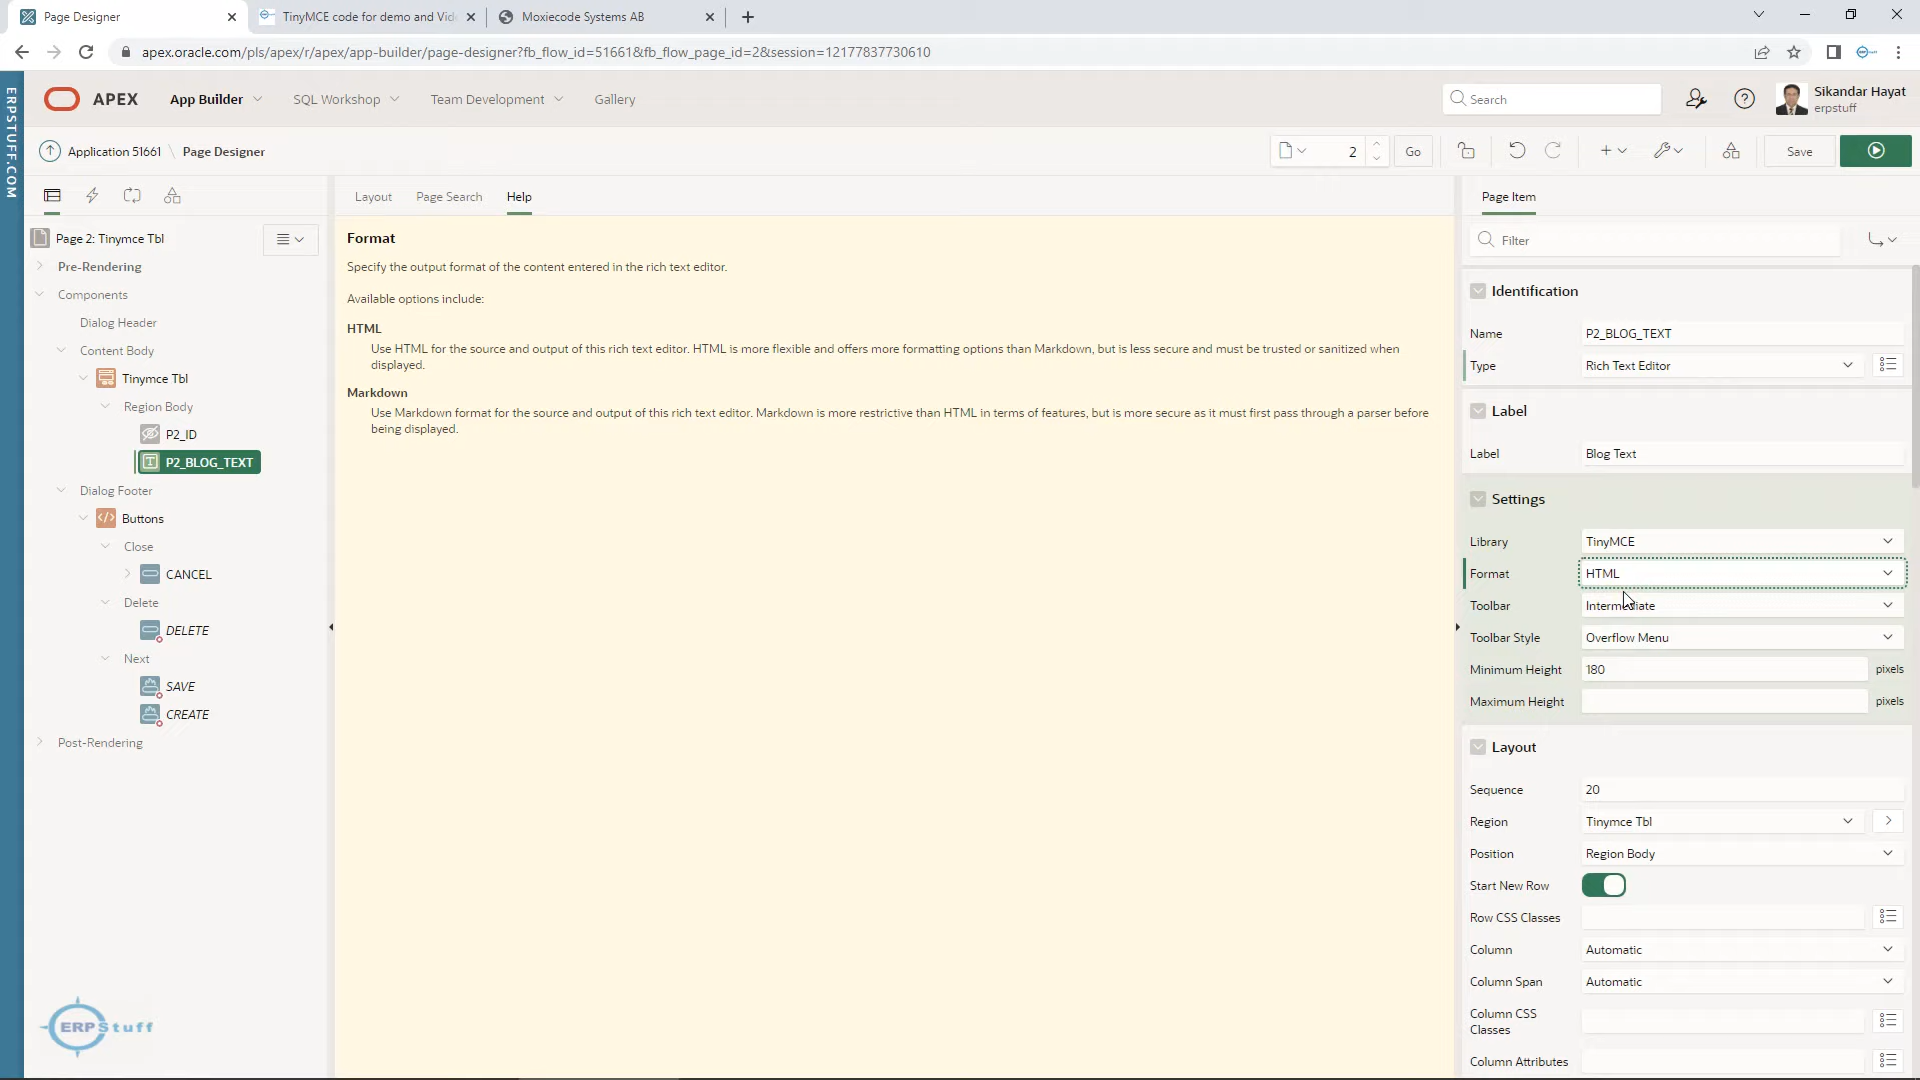 Page Designer
TinyMCE code for demo and Vid
Moxiecode Systems AB
apex.oracle.com/pls/apex/r/apex/app-builder/page-designer?fb_flow_id=51661&fb_flow_page_id=2&session=12177837730610
ERPSTUFF.COM
APEX
App Builder
SQL Workshop
Team Development
Gallery
Search
Sikandar Hayat
erpstuff
Application 51661 \ Page Designer
2
Go
Save
Layout
Page Search
Help
Page Item
Page 2: Tinymce Tbl
Pre-Rendering
Components
Dialog Header
Content Body
Tinymce Tbl
Region Body
P2_ID
P2_BLOG_TEXT
Dialog Footer
Buttons
Close
CANCEL
Delete
DELETE
Next
SAVE
CREATE
Post-Rendering
ERPStuff
Format
Specify the output format of the content entered in the rich text editor.
Available options include:
HTML
Use HTML for the source and output of this rich text editor. HTML is more flexible and offers more formatting options than Markdown, but is less secure and must be trusted or sanitized when
displayed.
Markdown
Use Markdown format for the source and output of this rich text editor. Markdown is more restrictive than HTML in terms of features, but is more secure as it must first pass through a parser before
being displayed.
Filter
Identification
Name P2_BLOG_TEXT
Type Rich Text Editor
Label
Label Blog Text
Settings
Library TinyMCE
Format HTML
Toolbar Intermediate
Toolbar Style Overflow Menu
Minimum Height 180 pixels
Maximum Height pixels
Layout
Sequence 20
Region Tinymce Tbl
Position Region Body
Start New Row
Row CSS Classes
Column Automatic
Column Span Automatic
Column CSS
Classes
Column Attributes